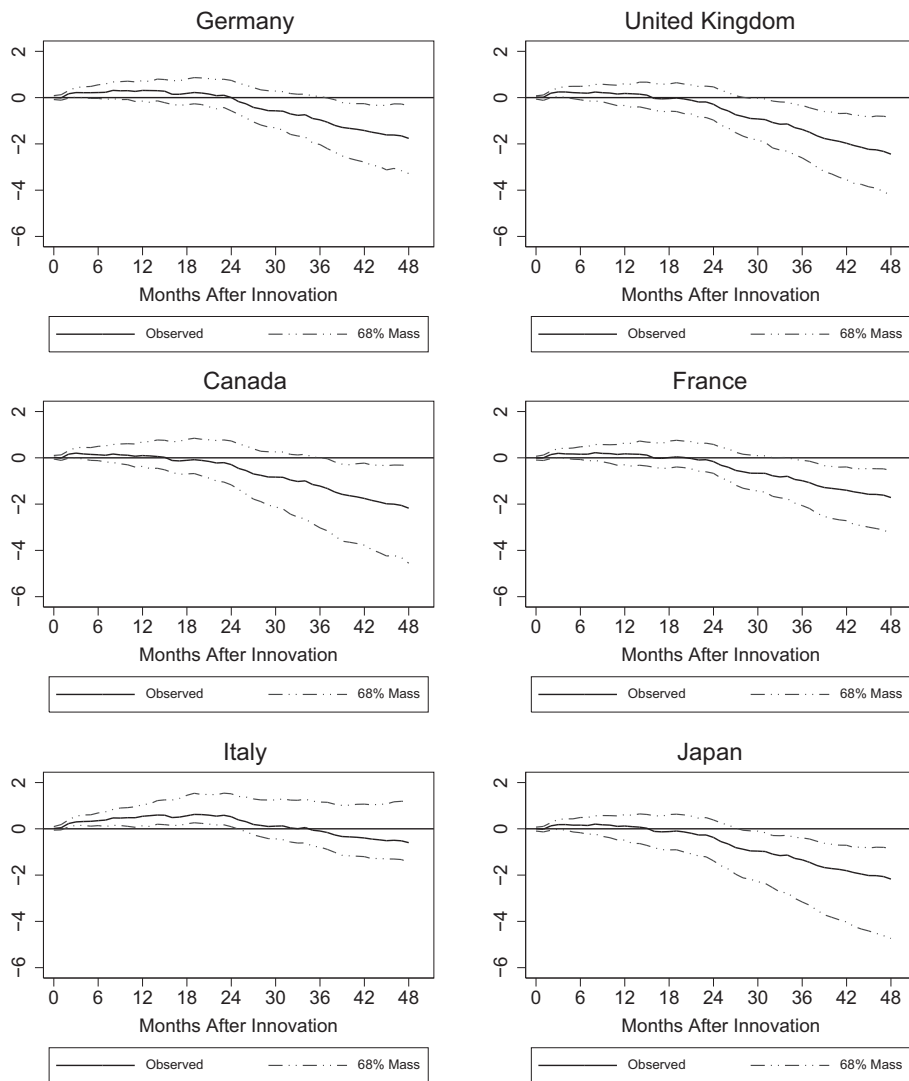 Germany
2
0
−2
−4
−6
0 6 12 18 24 30 36 42 48
Months After Innovation
Observed 68% Mass
United Kingdom
2
0
−2
−4
−6
0 6 12 18 24 30 36 42 48
Months After Innovation
Observed 68% Mass
Canada
2
0
−2
−4
−6
0 6 12 18 24 30 36 42 48
Months After Innovation
Observed 68% Mass
France
2
0
−2
−4
−6
0 6 12 18 24 30 36 42 48
Months After Innovation
Observed 68% Mass
Italy
2
0
−2
−4
−6
0 6 12 18 24 30 36 42 48
Months After Innovation
Observed 68% Mass
Japan
2
0
−2
−4
−6
0 6 12 18 24 30 36 42 48
Months After Innovation
Observed 68% Mass